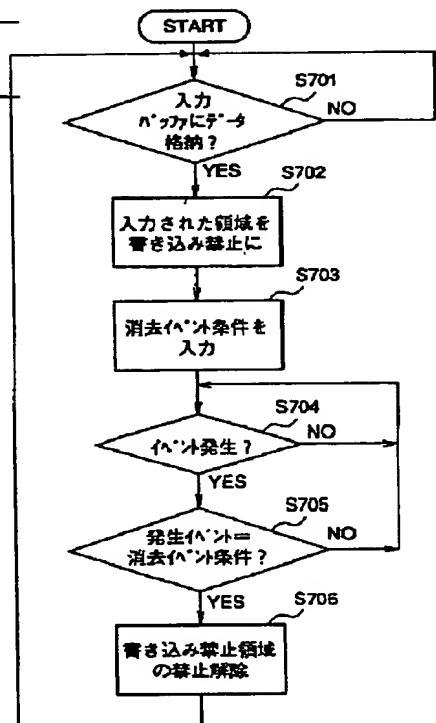 START
S701
入力
バッファにデータ
格納?
NO
YES
S702
入力された領域を
書き込み禁止に
S703
消去イベント条件を
入力
S704
イベント発生?
NO
YES
S705
発生イベント=
消去イベント条件?
NO
YES
S706
書き込み禁止領域
の禁止解除